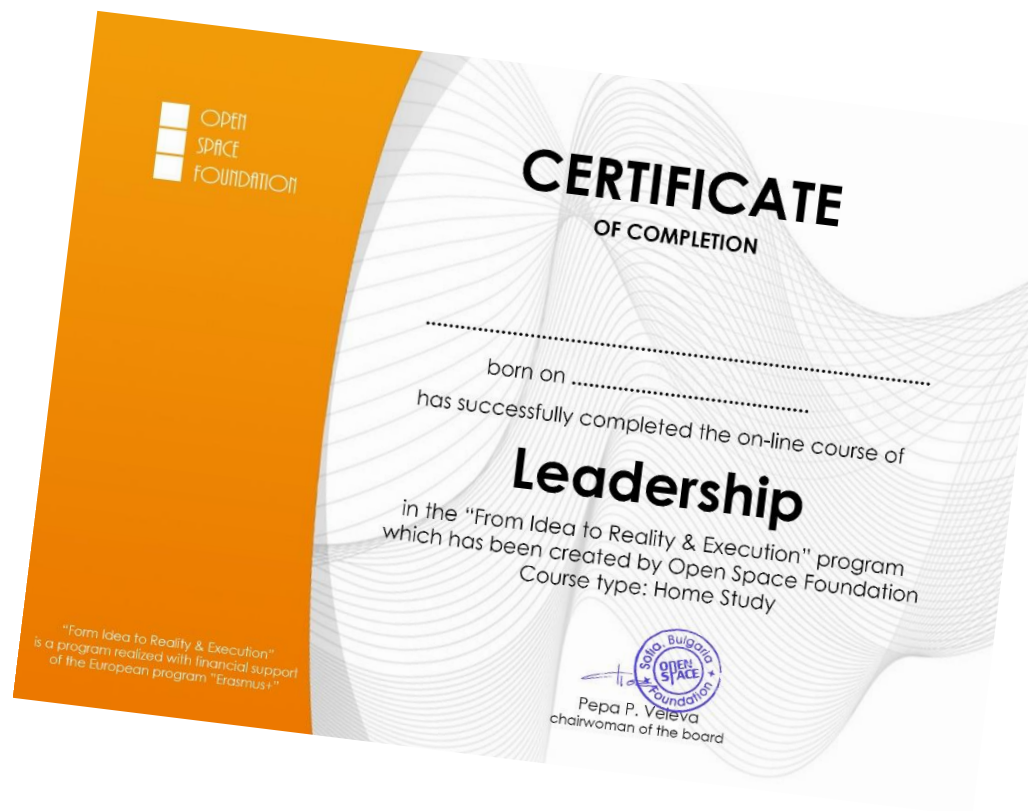 OPEN
SPACE
FOUNDATION
CERTIFICATE
OF COMPLETION
................................................................................
born on ......................................
has successfully completed the on-line course of
Leadership
in the “From Idea to Reality & Execution” program
which has been created by Open Space Foundation
Course type: Home Study
Sofia, Bulgaria
OPEN
SPACE
Foundation
Pepa P. Veleva
chairwoman of the board
“Form Idea to Reality & Execution”
is a program realized with financial support
of the European program “Erasmus+”